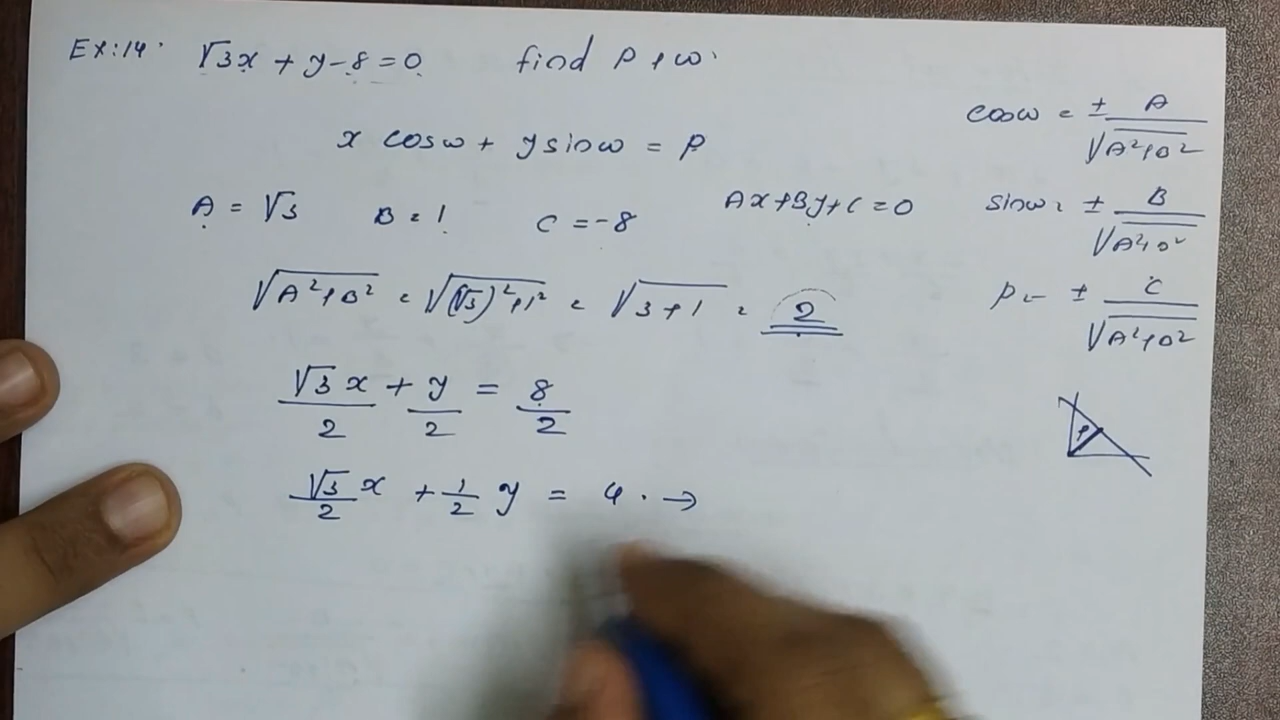 Ex:14. √3x + y - 8 = 0 find P, ω.
x cosω + y sinω = P
cosω = ± A/√A²+B²
A = √3 B = 1 C = -8 Ax+By+C=0 sinω = ± B/√A²+B²
√A²+B² = √(√3)²+1² = √3+1 = 2
p = ± C/√A²+B²
√3x/2 + y/2 = 8/2
P
√3/2 x + 1/2 y = 4. →